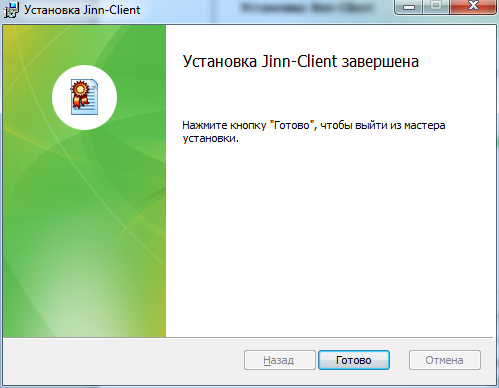 Установка Jinn-Client
Установка Jinn-Client завершена
Нажмите кнопку "Готово", чтобы выйти из мастера
установки.
Назад
Готово
Отмена